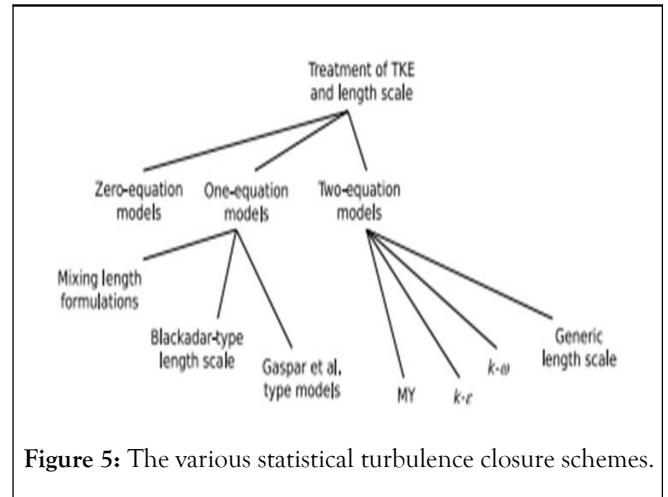 Treatment of TKE
and length scale
Zero-equation
models
One-equation
models
Two-equation
models
Mixing length
formulations
Blackadar-type
length scale
Gaspar et al.
type models
MY
k-ε
k-ω
Generic
length scale
Figure 5: The various statistical turbulence closure schemes.